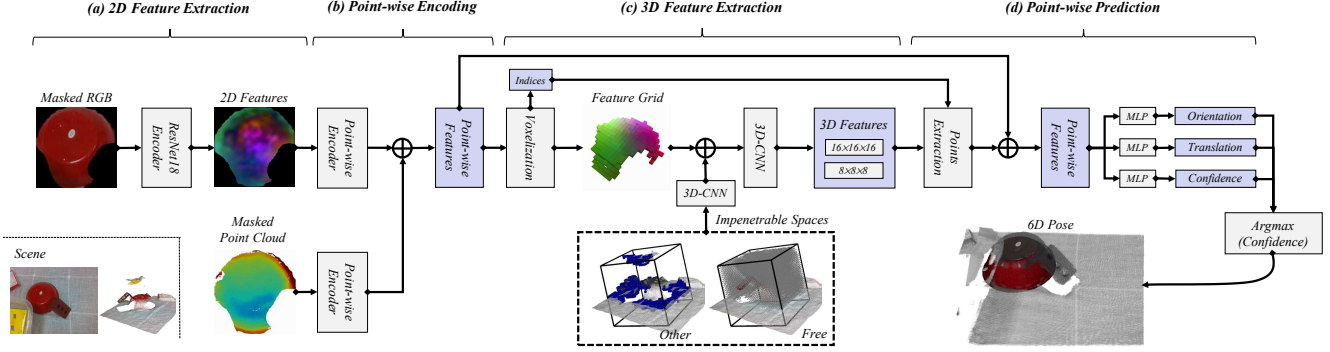 (a) 2D Feature Extraction
(b) Point-wise Encoding
(c) 3D Feature Extraction
(d) Point-wise Prediction
Masked RGB
ResNet18
Encoder
2D Features
Point-wise
Encoder
Point-wise
Features
Indices
Voxelization
Feature Grid
3D-CNN
3D Features
16×16×16
8×8×8
Points
Extraction
Point-wise
Features
MLP
Orientation
MLP
Translation
MLP
Confidence
3D-CNN
Impenetrable Spaces
Other
Free
Masked
Point Cloud
Point-wise
Encoder
Scene
6D Pose
Argmax
(Confidence)